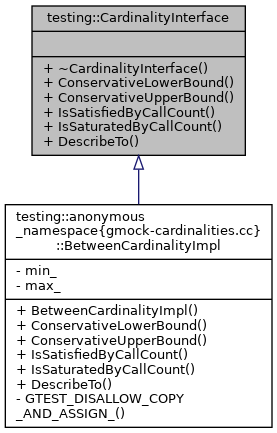 testing::CardinalityInterface
+ ~CardinalityInterface()
+ ConservativeLowerBound()
+ ConservativeUpperBound()
+ IsSatisfiedByCallCount()
+ IsSaturatedByCallCount()
+ DescribeTo()
testing::anonymous
_namespace{gmock-cardinalities.cc}
::BetweenCardinalityImpl
- min_
- max_
+ BetweenCardinalityImpl()
+ ConservativeLowerBound()
+ ConservativeUpperBound()
+ IsSatisfiedByCallCount()
+ IsSaturatedByCallCount()
+ DescribeTo()
- GTEST_DISALLOW_COPY
_AND_ASSIGN_()